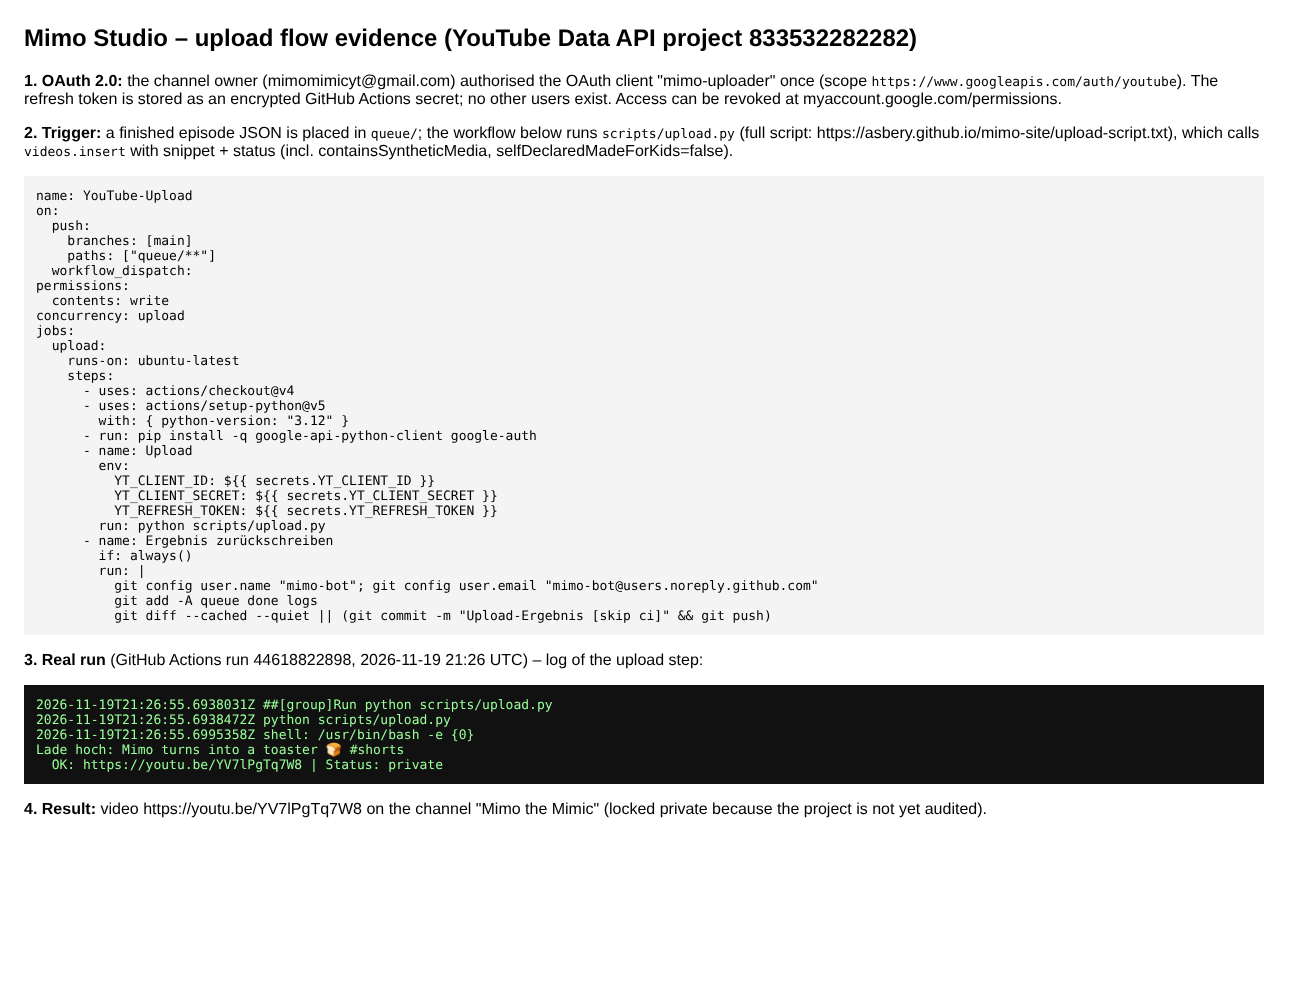 Mimo Studio – upload flow evidence (YouTube Data API project 833532282282)
1. OAuth 2.0: the channel owner (mimomimicyt@gmail.com) authorised the OAuth client "mimo-uploader" once (scope https://www.googleapis.com/auth/youtube). The
refresh token is stored as an encrypted GitHub Actions secret; no other users exist. Access can be revoked at myaccount.google.com/permissions.
2. Trigger: a finished episode JSON is placed in queue/; the workflow below runs scripts/upload.py (full script: https://asbery.github.io/mimo-site/upload-script.txt), which calls
videos.insert with snippet + status (incl. containsSyntheticMedia, selfDeclaredMadeForKids=false).
name: YouTube-Upload
on:
  push:
    branches: [main]
    paths: ["queue/**"]
  workflow_dispatch:
permissions:
  contents: write
concurrency: upload
jobs:
  upload:
    runs-on: ubuntu-latest
    steps:
      - uses: actions/checkout@v4
      - uses: actions/setup-python@v5
        with: { python-version: "3.12" }
      - run: pip install -q google-api-python-client google-auth
      - name: Upload
        env:
          YT_CLIENT_ID: ${{ secrets.YT_CLIENT_ID }}
          YT_CLIENT_SECRET: ${{ secrets.YT_CLIENT_SECRET }}
          YT_REFRESH_TOKEN: ${{ secrets.YT_REFRESH_TOKEN }}
        run: python scripts/upload.py
      - name: Ergebnis zurückschreiben
        if: always()
        run: |
          git config user.name "mimo-bot"; git config user.email "mimo-bot@users.noreply.github.com"
          git add -A queue done logs
          git diff --cached --quiet || (git commit -m "Upload-Ergebnis [skip ci]" && git push)
3. Real run (GitHub Actions run 44618822898, 2026-11-19 21:26 UTC) – log of the upload step:
2026-11-19T21:26:55.6938031Z ##[group]Run python scripts/upload.py
2026-11-19T21:26:55.6938472Z python scripts/upload.py
2026-11-19T21:26:55.6995358Z shell: /usr/bin/bash -e {0}
Lade hoch: Mimo turns into a toaster 🍞 #shorts
  OK: https://youtu.be/YV7lPgTq7W8 | Status: private
4. Result: video https://youtu.be/YV7lPgTq7W8 on the channel "Mimo the Mimic" (locked private because the project is not yet audited).